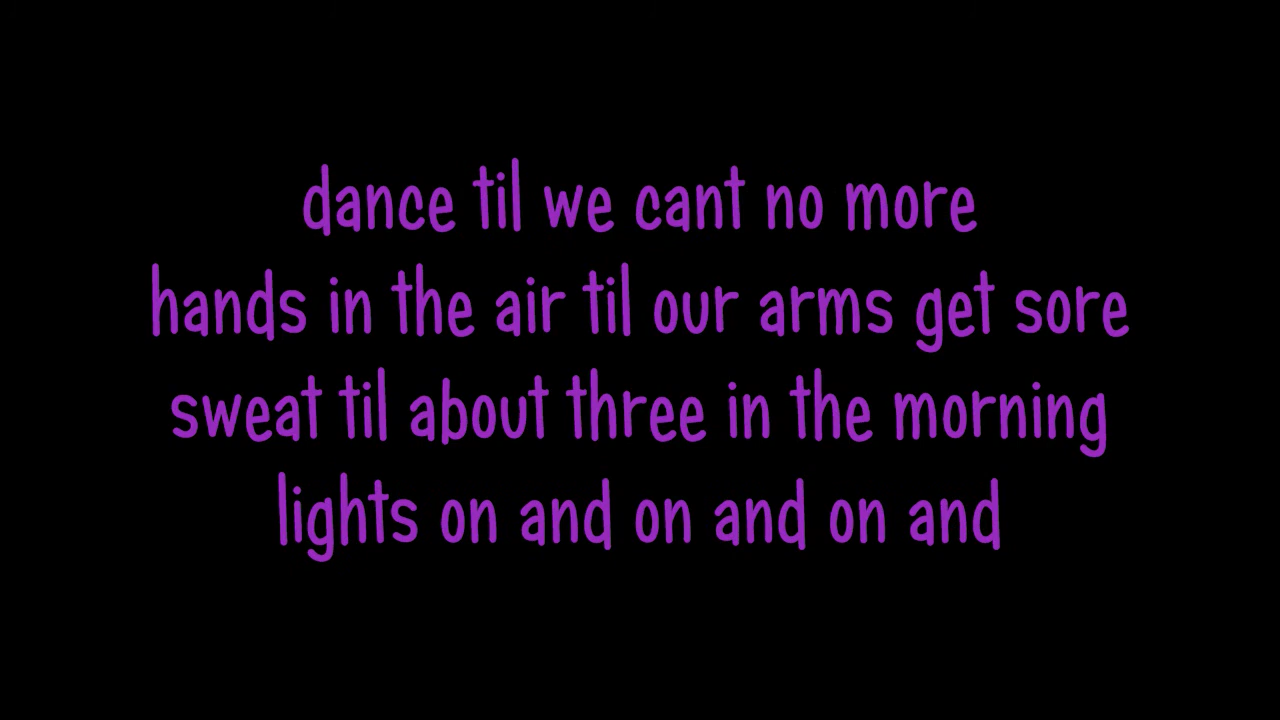 dance til we cant no more
hands in the air til our arms get sore
sweat til about three in the morning
lights on and on and on and